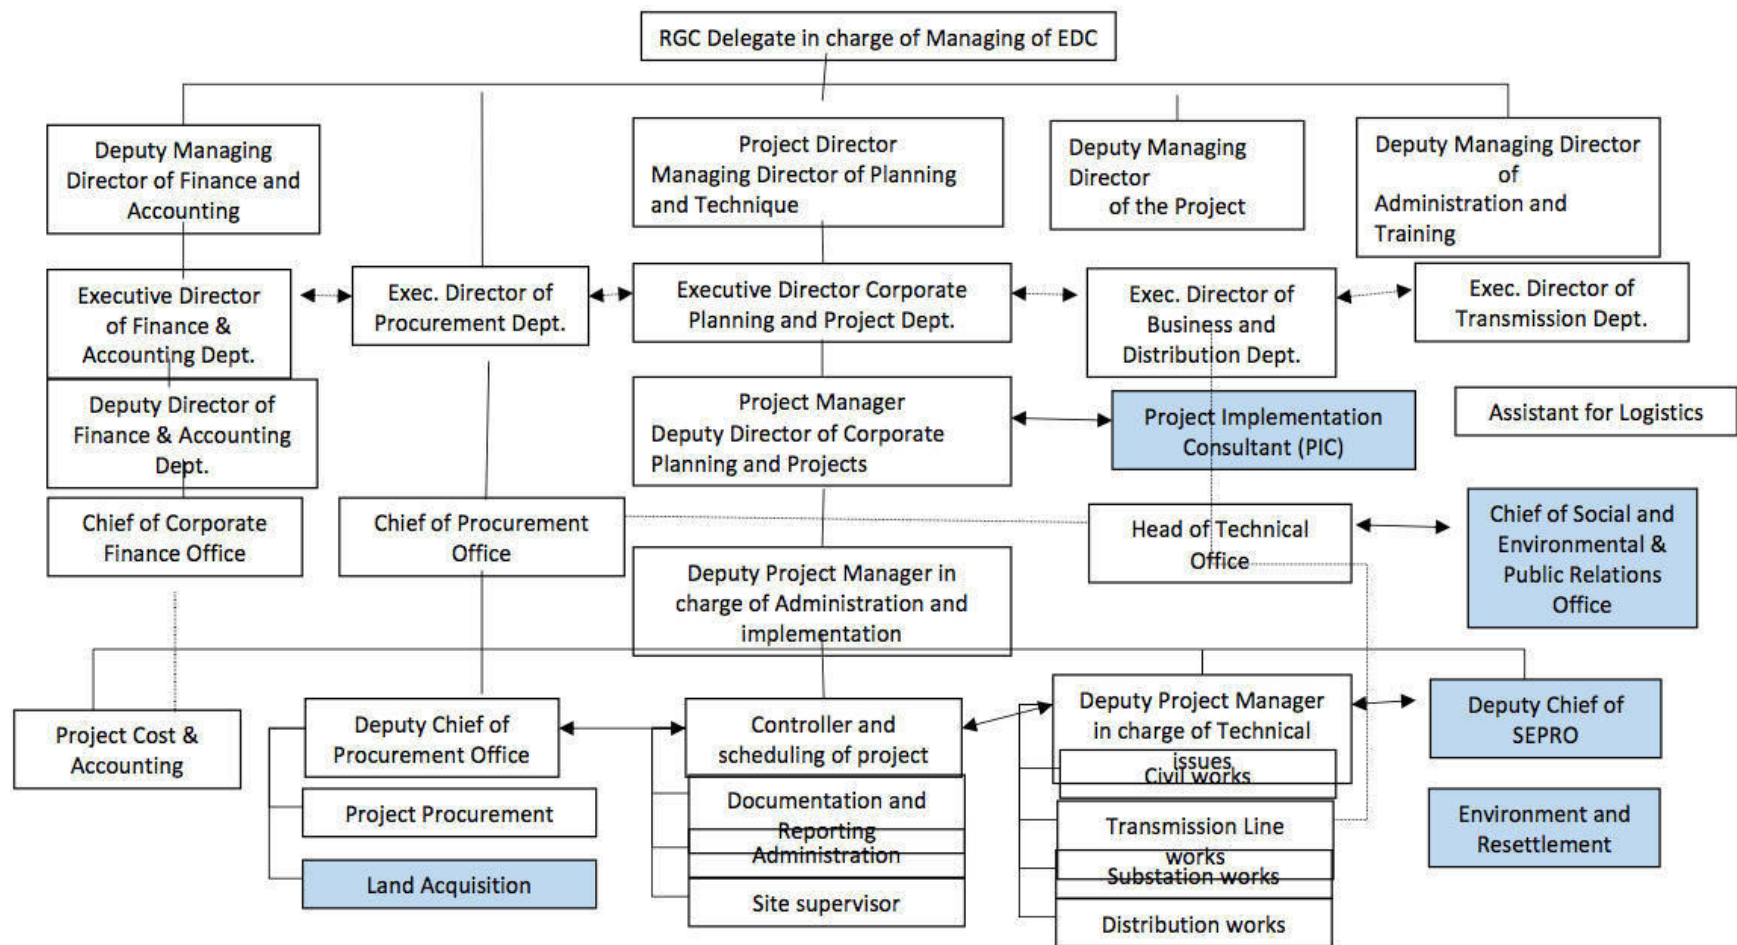 RGC Delegate in charge of Managing of EDC
Deputy Managing
Director of Finance and
Accounting
Project Director
Managing Director of Planning
and Technique
Deputy Managing
Director
of the Project
Deputy Managing Director
of
Administration and
Training
Executive Director
of Finance &
Accounting Dept.
Exec. Director of
Procurement Dept.
Executive Director Corporate
Planning and Project Dept.
Exec. Director of
Business and
Distribution Dept.
Exec. Director of
Transmission Dept.
Deputy Director of
Finance & Accounting
Dept.
Project Manager
Deputy Director of Corporate
Planning and Projects
Project Implementation
Consultant (PIC)
Assistant for Logistics
Chief of Corporate
Finance Office
Chief of Procurement
Office
Deputy Project Manager in
charge of Administration and
implementation
Head of Technical
Office
Chief of Social and
Environmental &
Public Relations
Office
Project Cost &
Accounting
Deputy Chief of
Procurement Office
Controller and
scheduling of project
Deputy Project Manager
in charge of Technical
issues
Deputy Chief of
SEPRO
Project Procurement
Land Acquisition
Documentation and
Reporting
Administration
Site supervisor
Civil works
Transmission Line
works
Substation works
Distribution works
Environment and
Resettlement